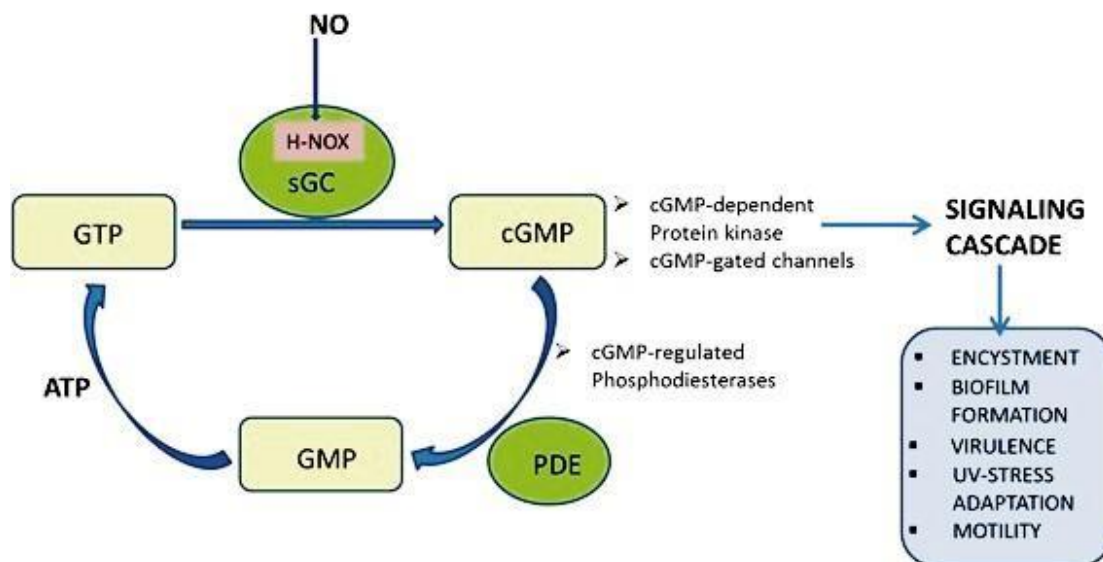 NO
H-NOX
sGC
GTP
cGMP
➢ cGMP-dependent
Protein kinase
➢ cGMP-gated channels
SIGNALING
CASCADE
➢ cGMP-regulated
Phosphodiesterases
ATP
GMP
PDE
▪ ENCYSTMENT
▪ BIOFILM
FORMATION
▪ VIRULENCE
▪ UV-STRESS
ADAPTATION
▪ MOTILITY